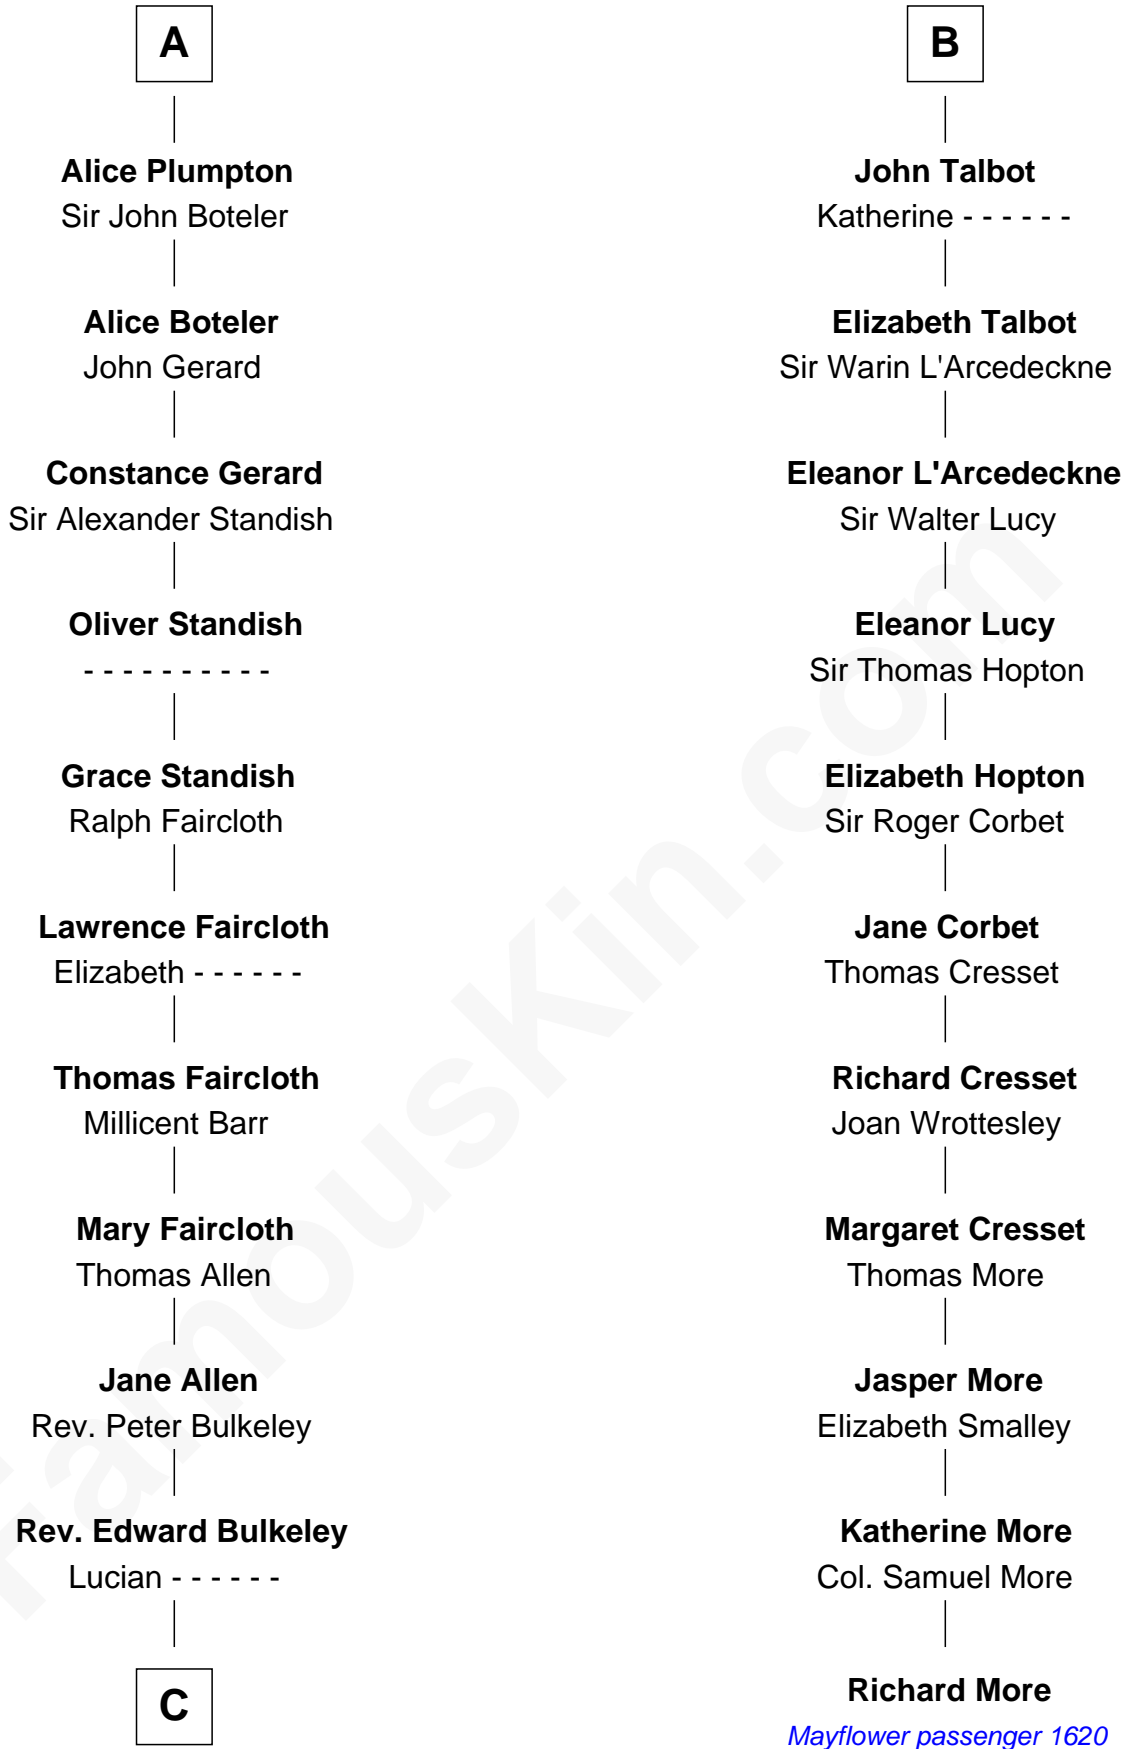 A
Alice Plumpton
Sir John Boteler
Alice Boteler
John Gerard
Constance Gerard
Sir Alexander Standish
Oliver Standish
- - - - - - - - - -
Grace Standish
Ralph Faircloth
Lawrence Faircloth
Elizabeth - - - - - -
Thomas Faircloth
Millicent Barr
Mary Faircloth
Thomas Allen
Jane Allen
Rev. Peter Bulkeley
Rev. Edward Bulkeley
Lucian - - - - - -
C
B
John Talbot
Katherine - - - - - -
Elizabeth Talbot
Sir Warin L'Arcedeckne
Eleanor L'Arcedeckne
Sir Walter Lucy
Eleanor Lucy
Sir Thomas Hopton
Elizabeth Hopton
Sir Roger Corbet
Jane Corbet
Thomas Cresset
Richard Cresset
Joan Wrottesley
Margaret Cresset
Thomas More
Jasper More
Elizabeth Smalley
Katherine More
Col. Samuel More
Richard More
Mayflower passenger 1620
FamousKin.com